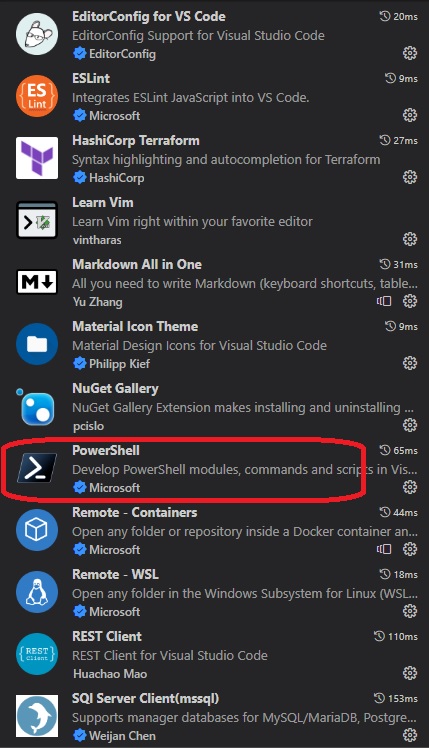 EditorConfig for VS Code 20ms
EditorConfig Support for Visual Studio Code
EditorConfig
ES
Lint
ESLint 9ms
Integrates ESLint JavaScript into VS Code.
Microsoft
HashiCorp Terraform 27ms
Syntax highlighting and autocompletion for Terraform
HashiCorp
Learn Vim
Learn Vim right within your favorite editor
vintharas
M
Markdown All in One 31ms
All you need to write Markdown (keyboard shortcuts, table...
Yu Zhang
Material Icon Theme 9ms
Material Design Icons for Visual Studio Code
Philipp Kief
NuGet Gallery
NuGet Gallery Extension makes installing and uninstalling ...
pcislo
PowerShell 65ms
Develop PowerShell modules, commands and scripts in Vis...
Microsoft
Remote - Containers 44ms
Open any folder or repository inside a Docker container an...
Microsoft
Remote - WSL 18ms
Open any folder in the Windows Subsystem for Linux (WSL...
Microsoft
{REST}
Client
REST Client 110ms
REST Client for Visual Studio Code
Huachao Mao
SQl Server Client(mssql) 153ms
Supports manager databases for MySQL/MariaDB, Postgre...
Weijan Chen